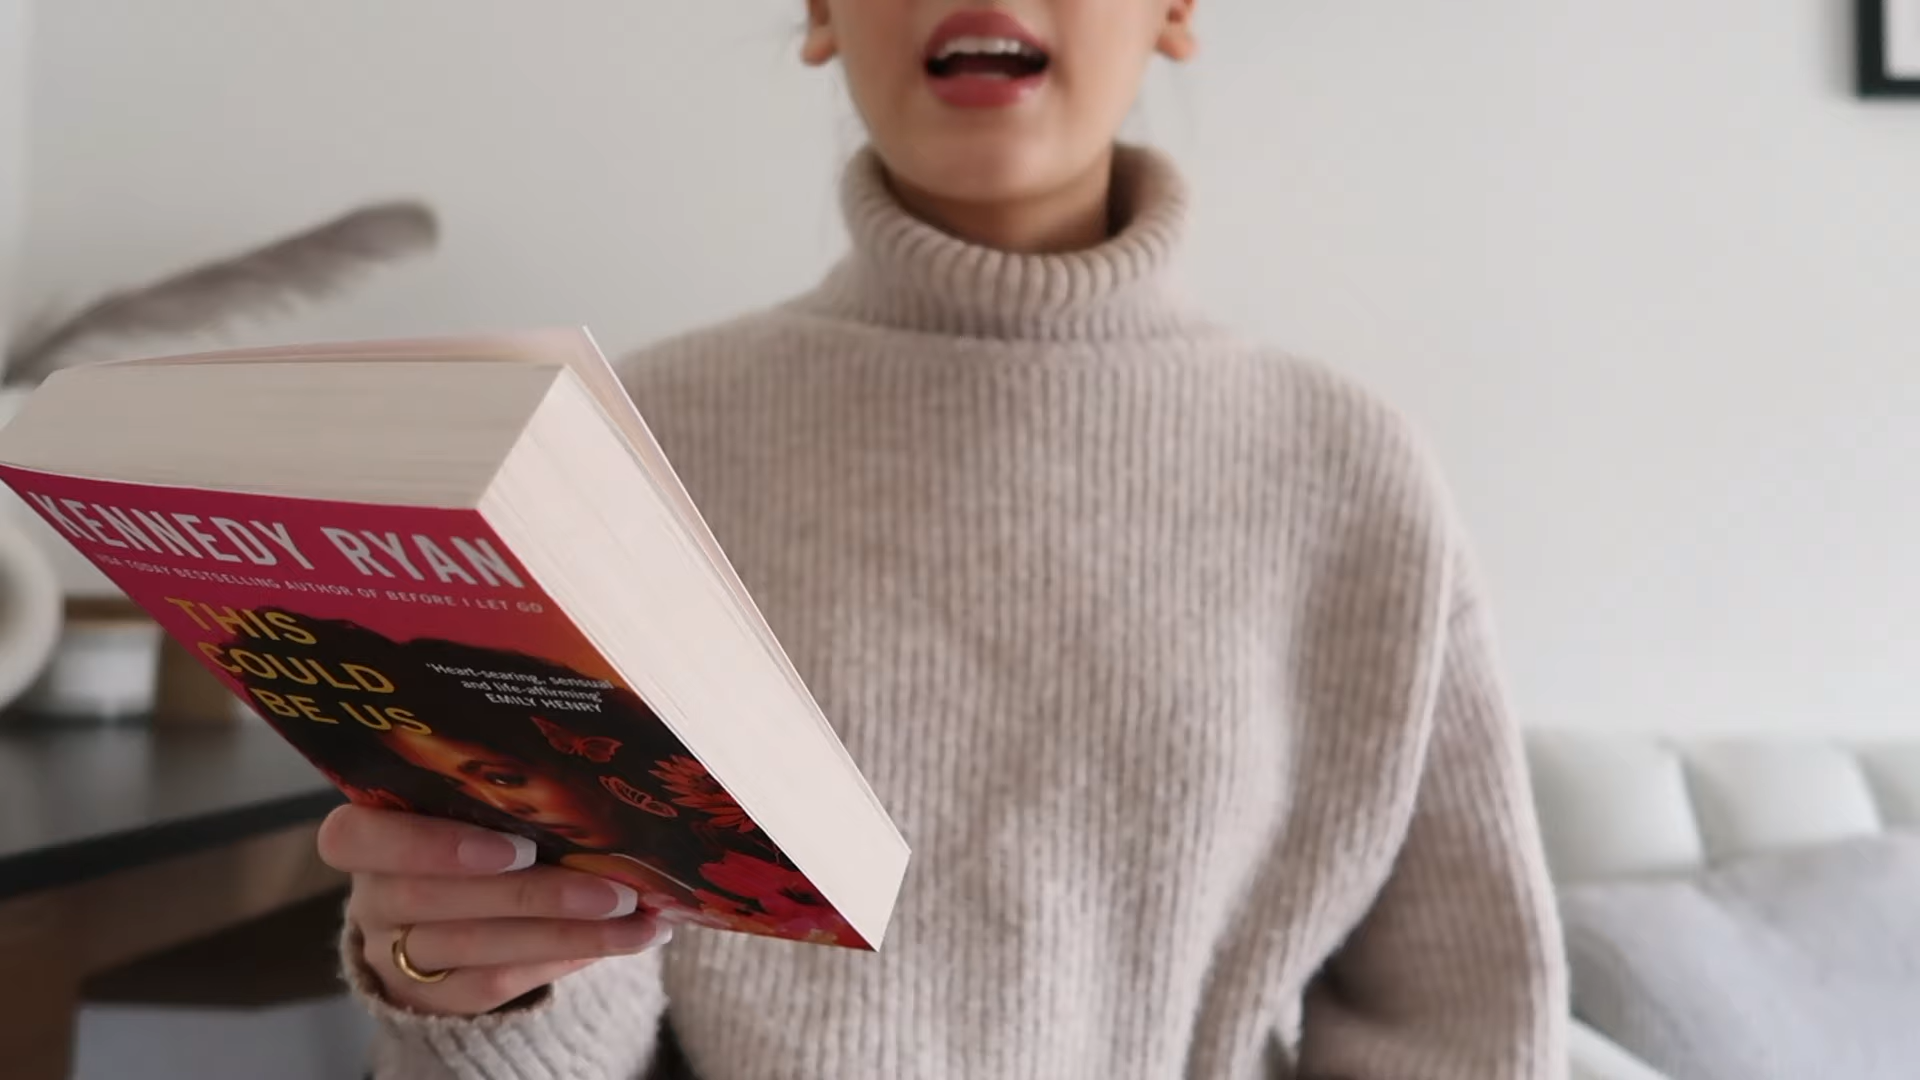 KENNEDY RYAN
USA TODAY BESTSELLING AUTHOR OF BEFORE I LET GO
THIS
COULD
BE US
'Heart-searing, sensual
and life-affirming'
EMILY HENRY